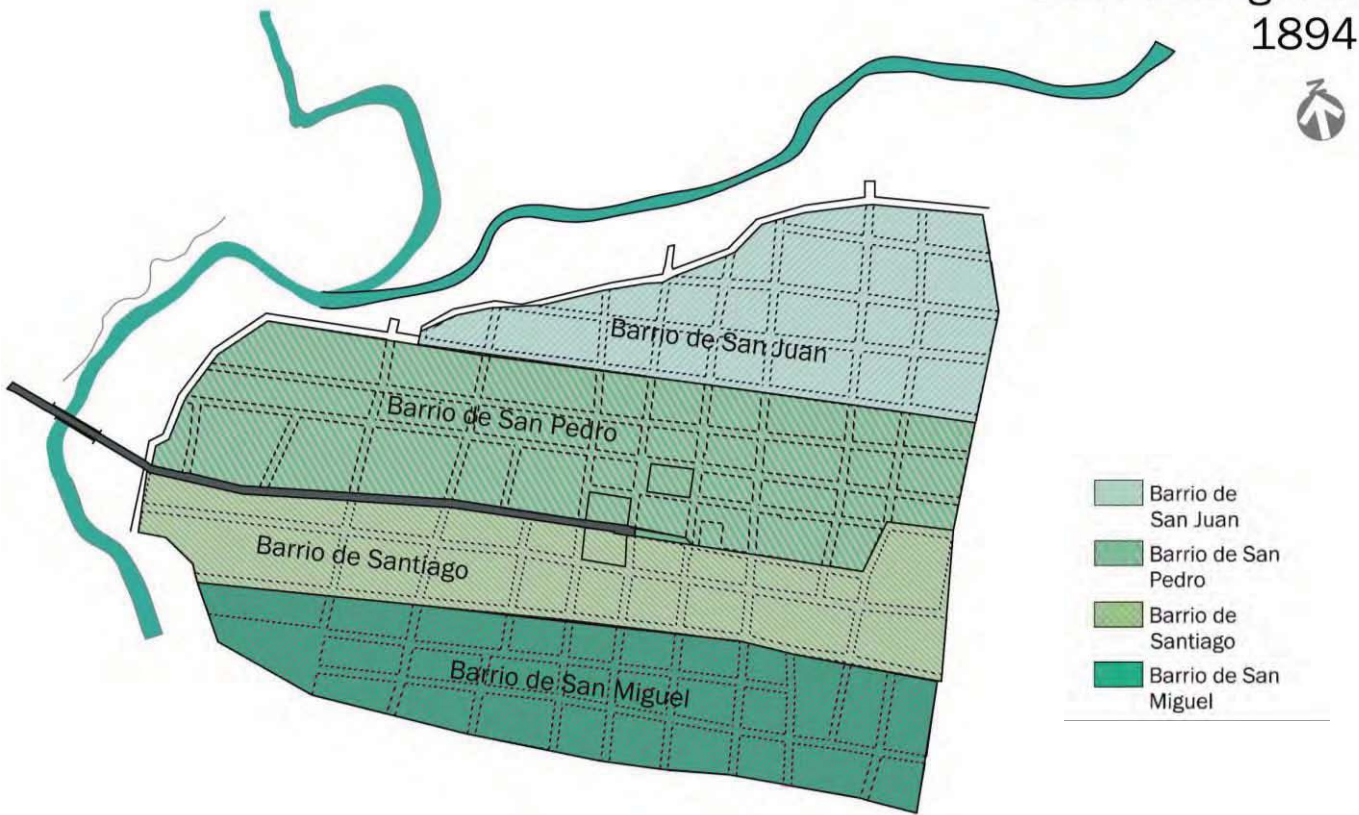 1894
N
Barrio de San Juan
Barrio de San Pedro
Barrio de Santiago
Barrio de San Miguel
Barrio de
San Juan
Barrio de San
Pedro
Barrio de
Santiago
Barrio de San
Miguel